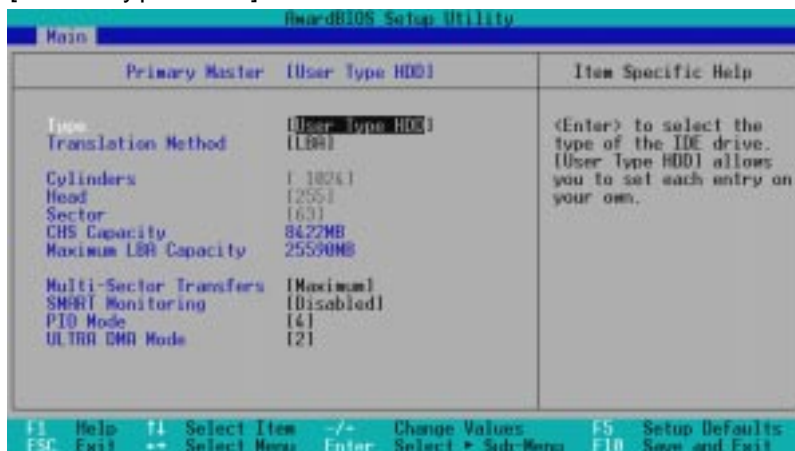 AwardBIOS Setup Utility
Main
Primary Master [User Type HDD]
Item Specific Help
Type [User Type HDD]
Translation Method [LBA]
Cylinders [ 1024]
Head [255]
Sector [63]
CHS Capacity 8422MB
Maximum LBA Capacity 25590MB
Multi-Sector Transfers [Maximum]
SMART Monitoring [Disabled]
PIO Mode [4]
ULTRA DMA Mode [2]
<Enter> to select the
type of the IDE drive.
[User Type HDD] allows
you to set each entry on
your own.
F1 Help ↑↓ Select Item -/+ Change Values F5 Setup Defaults
ESC Exit ←→ Select Menu Enter Select ► Sub-Menu F10 Save and Exit